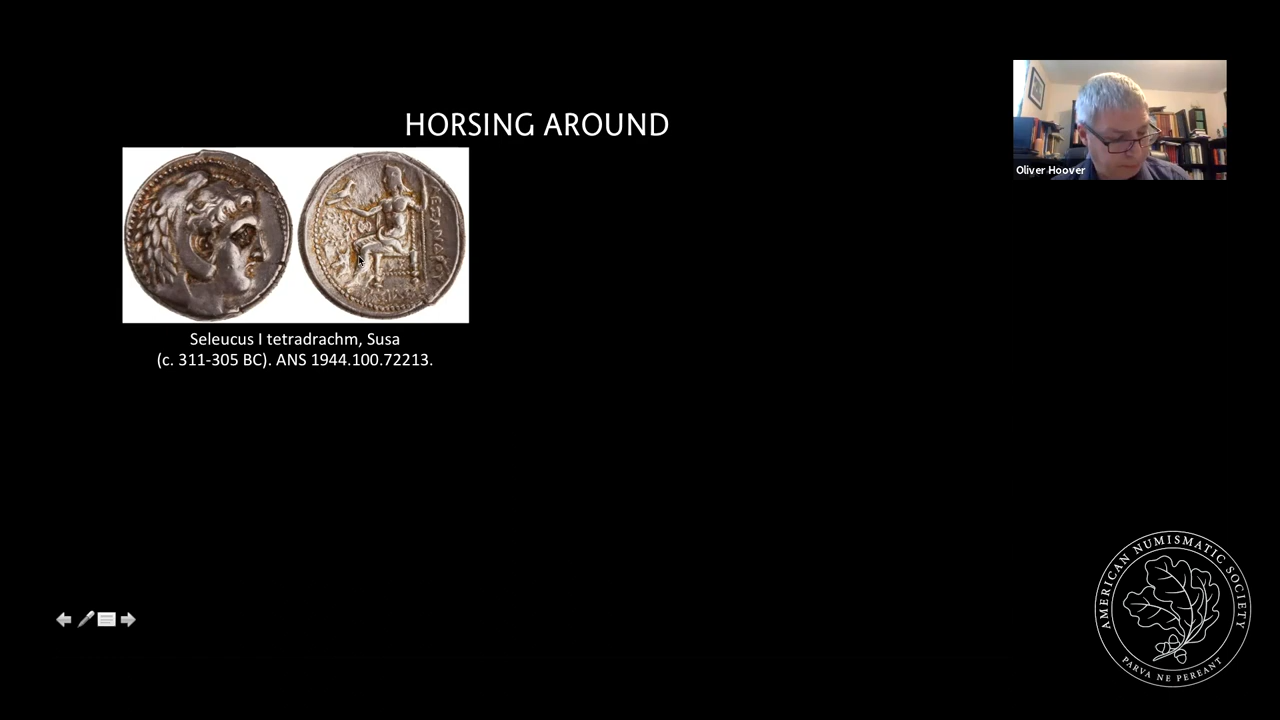 HORSING AROUND
Oliver Hoover
Seleucus I tetradrachm, Susa
(c. 311-305 BC). ANS 1944.100.72213.
AMERICAN NUMISMATIC SOCIETY
PARVA NE PEREANT